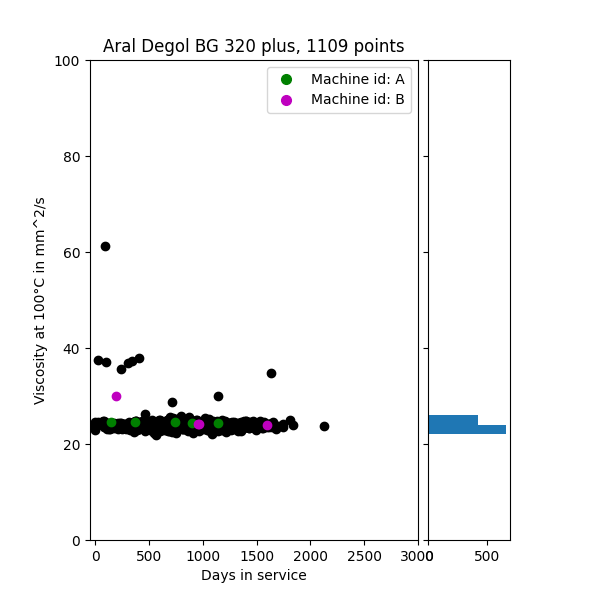 Aral Degol BG 320 plus, 1109 points
Machine id: A
Machine id: B
Viscosity at 100°C in mm^2/s
100
80
60
40
20
0
0 500 1000 1500 2000 2500 3000
0 500
Days in service